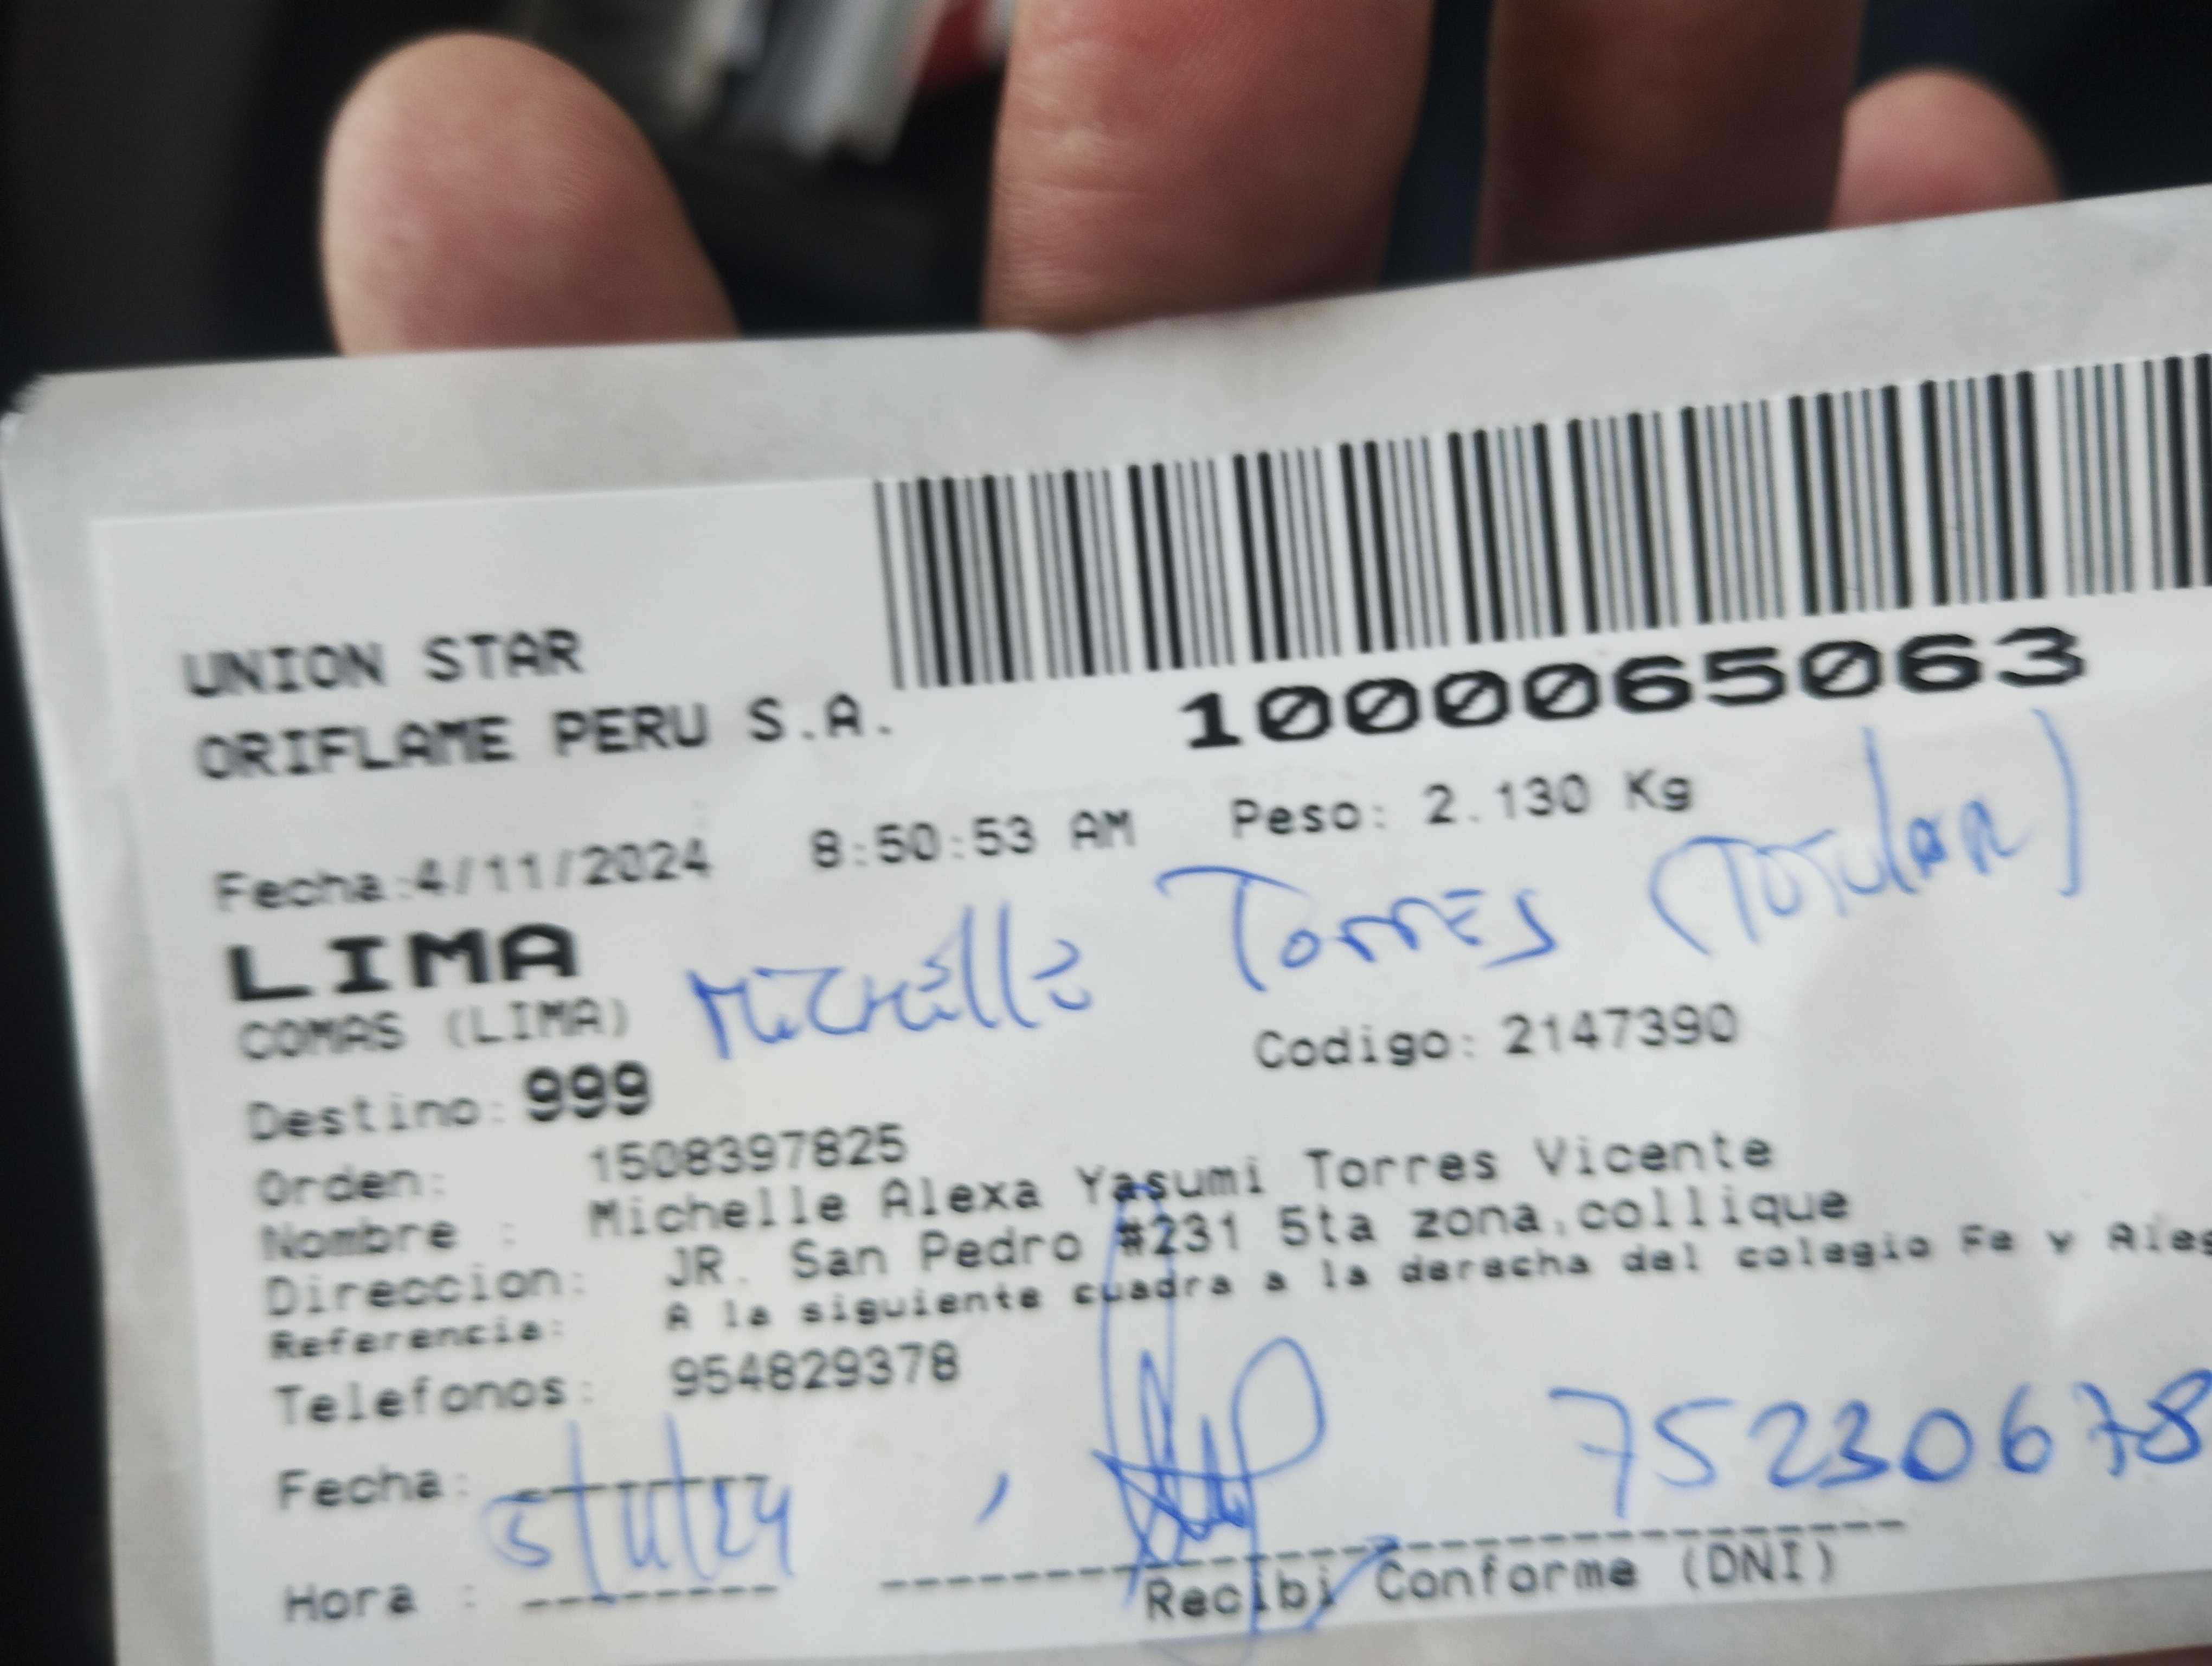 UNION STAR
ORIFLAME PERU S.A.
1000065063
Fecha:4/11/2024 8:50:53 AM Peso: 2.130 Kg
LIMA
Michelle Torres (Titular)
COMAS (LIMA)
Codigo: 2147390
Destino: 999
Orden: 1508397825
Nombre : Michelle Alexa Yasumi Torres Vicente
Direccion: JR. San Pedro #231 5ta zona,collique
Referencia: A la siguiente cuadra a la derecha del colegio Fe y Aleg
Telefonos: 954829378
Fecha: 5/11/24
75230678
Hora :
Recibi Conforme (DNI)